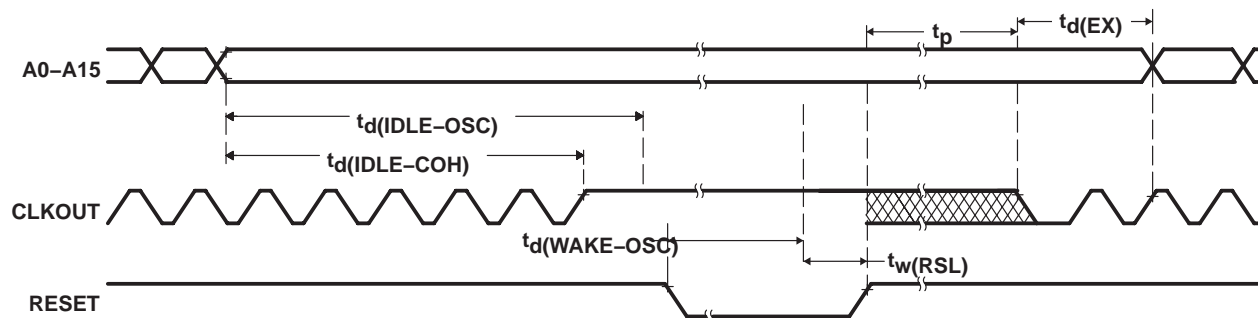 tp
td(EX)
A0–A15
td(IDLE–OSC)
td(IDLE–COH)
CLKOUT
td(WAKE–OSC)
tw(RSL)
RESET